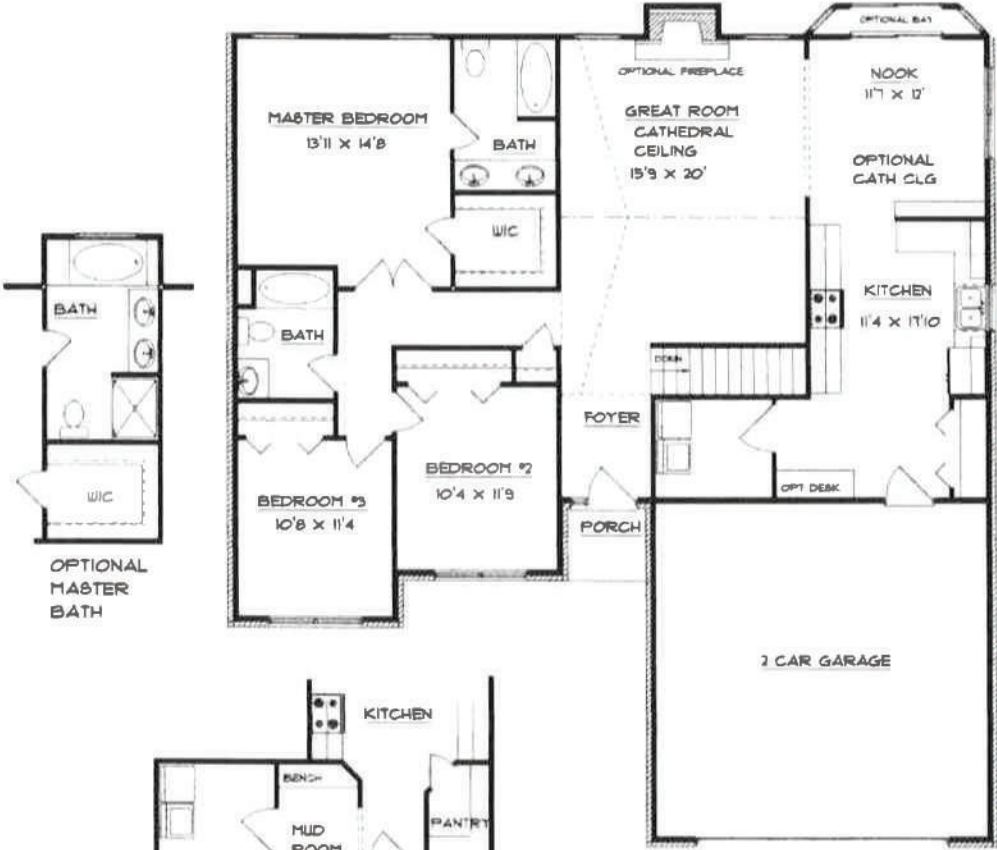 OPTIONAL BAY
OPTIONAL FIREPLACE
NOOK
11'7 X 12'
MASTER BEDROOM
13'11 X 14'8
BATH
GREAT ROOM
CATHEDRAL
CEILING
15'9 X 20'
OPTIONAL
CATH CLG
WIC
KITCHEN
11'4 X 17'10
BATH
BATH
DOWN
FOYER
WIC
BEDROOM #2
10'4 X 11'9
BEDROOM #3
10'8 X 11'4
OPT DESK
PORCH
OPTIONAL
MASTER
BATH
2 CAR GARAGE
KITCHEN
BENCH
PANTRY
MUD
ROOM